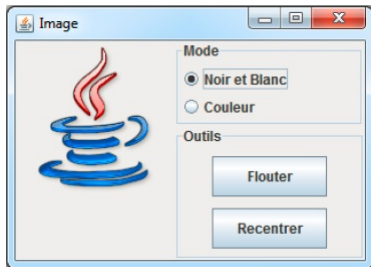 Image
Mode
Noir et Blanc
Couleur
Outils
Flouter
Recentrer